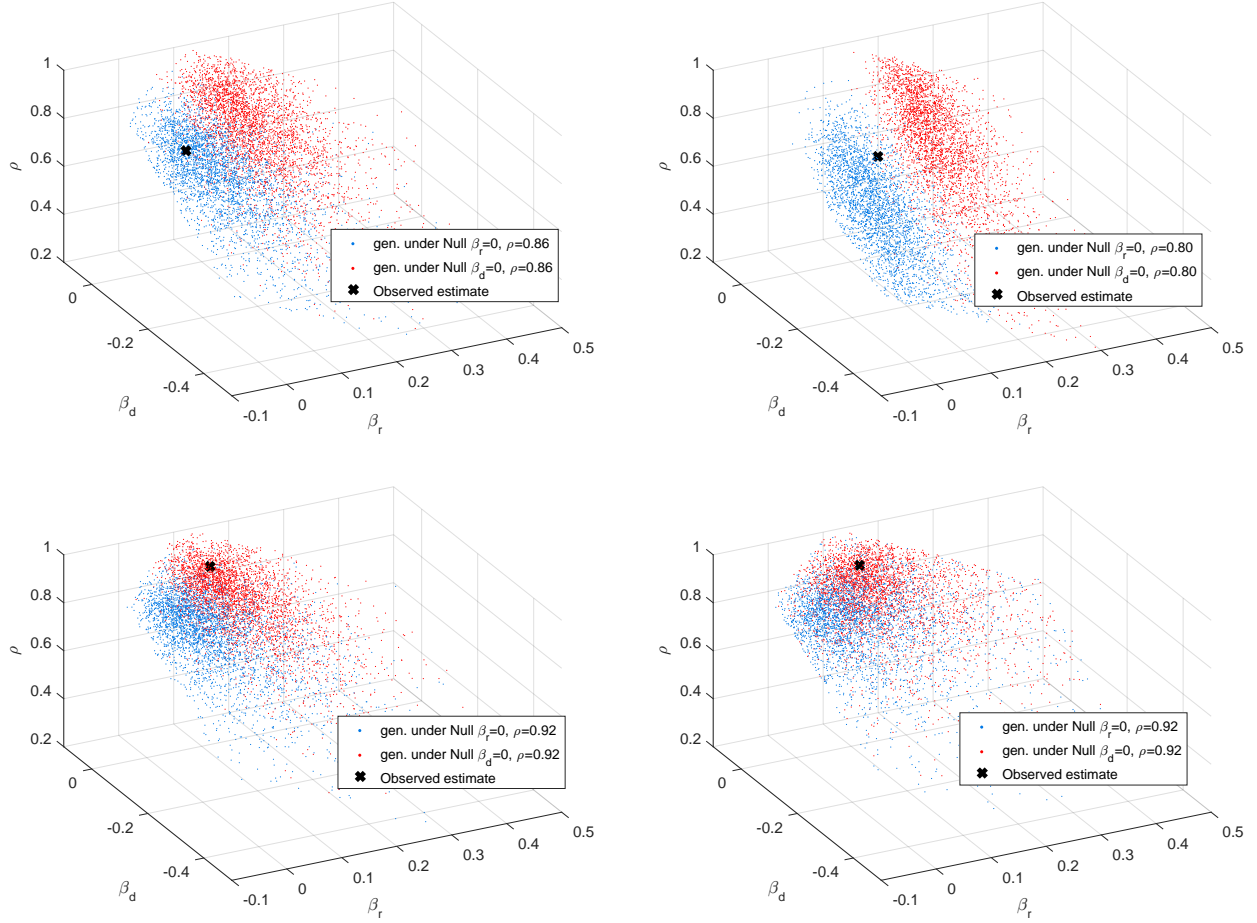 1
0.8
0.6
0.4
0.2
ρ
0
-0.2
-0.4
β_d
-0.1
0
0.1
0.2
0.3
0.4
0.5
β_r
gen. under Null β_r=0, ρ=0.86
gen. under Null β_d=0, ρ=0.86
Observed estimate
1
0.8
0.6
0.4
0.2
ρ
0
-0.2
-0.4
β_d
-0.1
0
0.1
0.2
0.3
0.4
0.5
β_r
gen. under Null β_r=0, ρ=0.80
gen. under Null β_d=0, ρ=0.80
Observed estimate
1
0.8
0.6
0.4
0.2
ρ
0
-0.2
-0.4
β_d
-0.1
0
0.1
0.2
0.3
0.4
0.5
β_r
gen. under Null β_r=0, ρ=0.92
gen. under Null β_d=0, ρ=0.92
Observed estimate
1
0.8
0.6
0.4
0.2
ρ
0
-0.2
-0.4
β_d
-0.1
0
0.1
0.2
0.3
0.4
0.5
β_r
gen. under Null β_r=0, ρ=0.92
gen. under Null β_d=0, ρ=0.92
Observed estimate